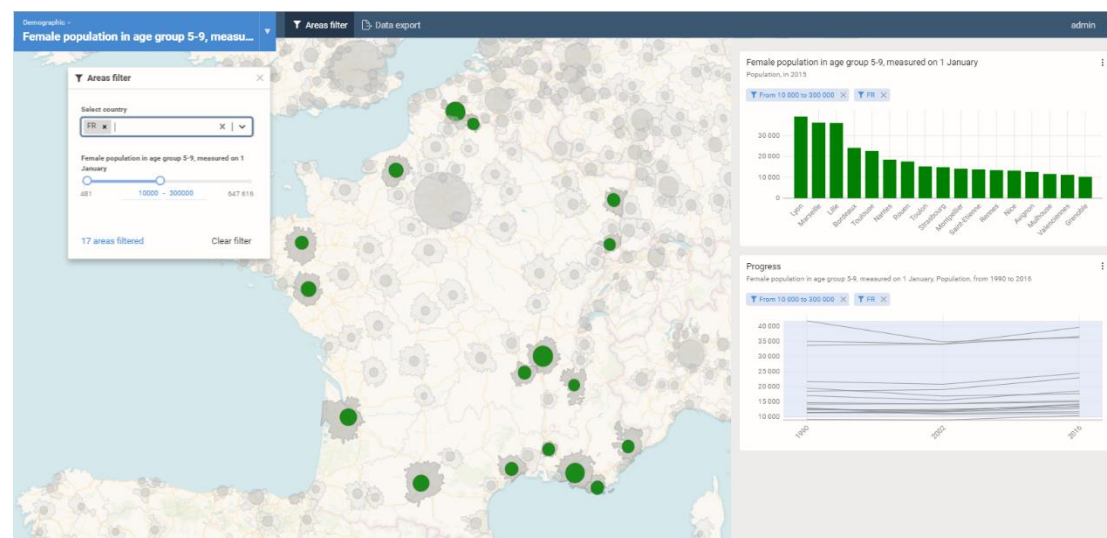 Demographic
Female population in age group 5-9, measu...
Areas filter
Data export
admin
Areas filter
Select country
FR
Female population in age group 5-9, measured on 1
January
481
10000 - 300000
647 616
17 areas filtered
Clear filter
Female population in age group 5-9, measured on 1 January
Population, in 2015
From 10 000 to 300 000
FR
30 000
20 000
10 000
0
Lyon
Marseille
Lille
Bordeaux
Toulouse
Nantes
Rouen
Toulon
Strasbourg
Montpellier
Saint-Etienne
Rennes
Nice
Avignon
Mulhouse
Valenciennes
Grenoble
Progress
Female population in age group 5-9, measured on 1 January, Population, from 1990 to 2016
From 10 000 to 300 000
FR
40 000
35 000
30 000
25 000
20 000
15 000
10 000
1990
2002
2016